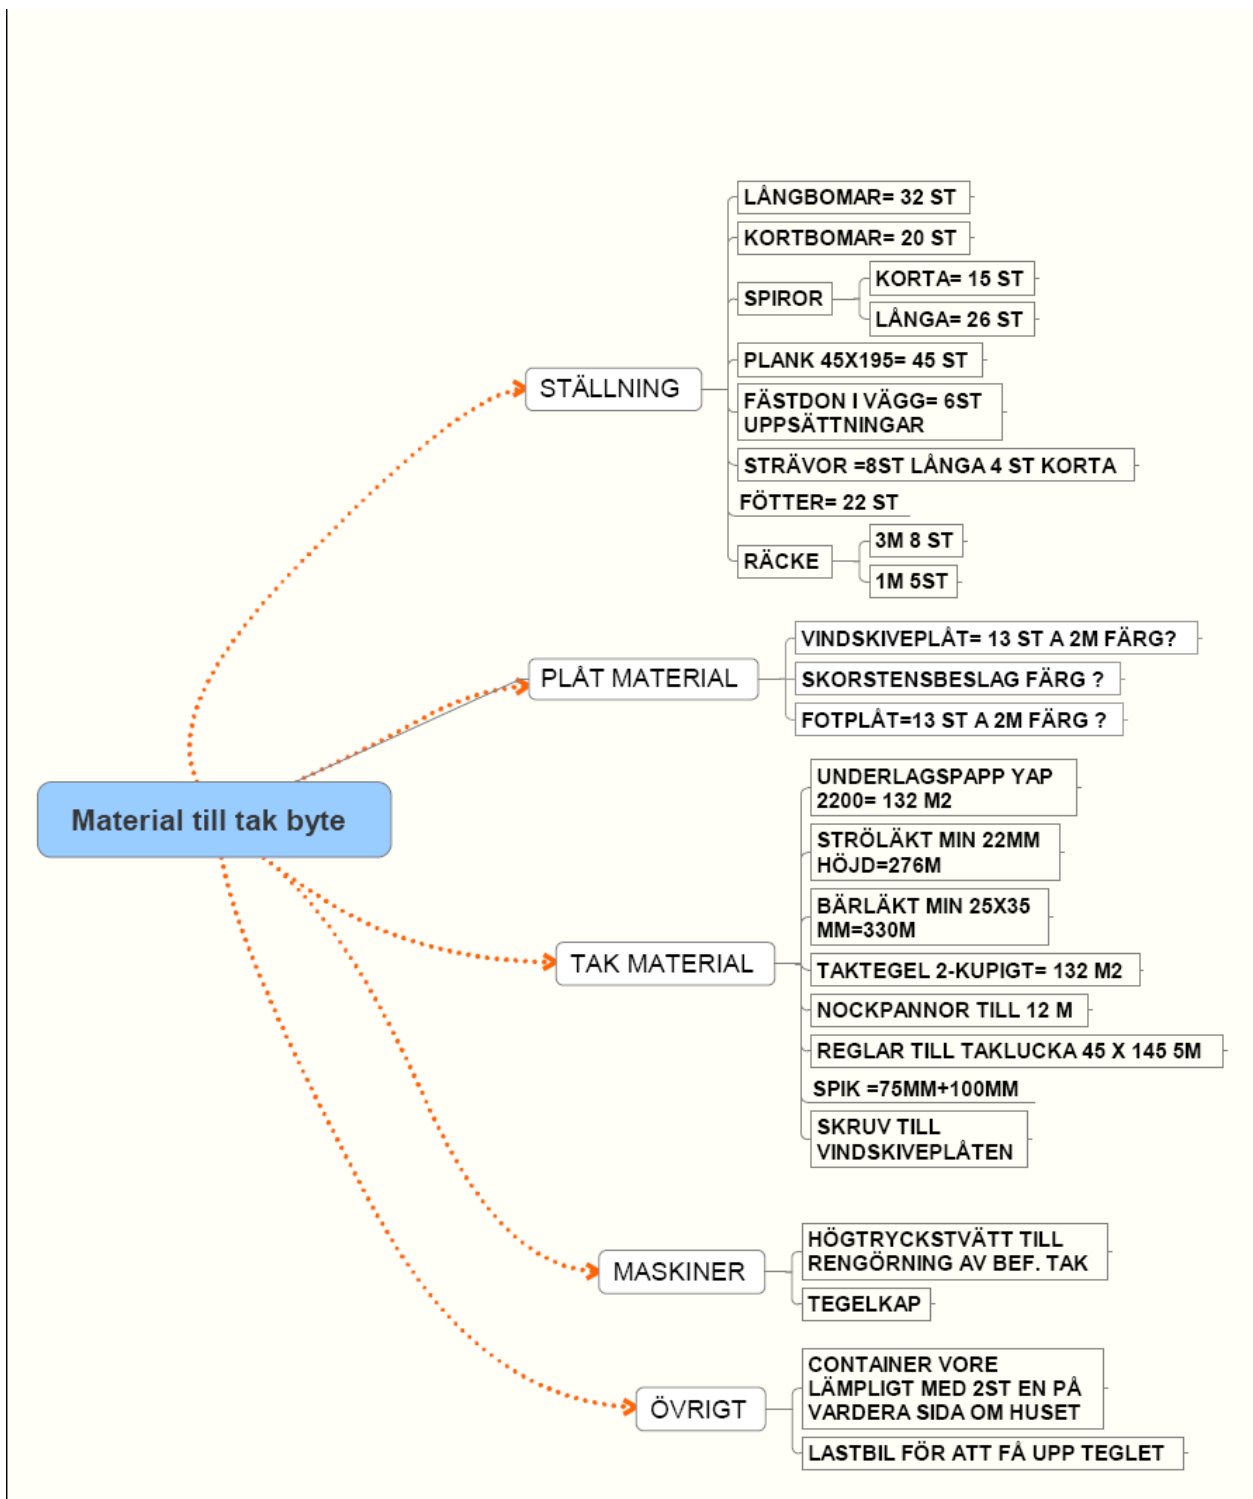 LÅNGBOMAR= 32 ST
KORTBOMAR= 20 ST
SPIROR
KORTA= 15 ST
LÅNGA= 26 ST
STÄLLNING
PLANK 45X195= 45 ST
FÄSTDON I VÄGG= 6ST
UPPSÄTTNINGAR
STRÄVOR =8ST LÅNGA 4 ST KORTA
FÖTTER= 22 ST
RÄCKE
3M 8 ST
1M 5ST
PLÅT MATERIAL
VINDSKIVEPLÅT= 13 ST A 2M FÄRG?
SKORSTENSBESLAG FÄRG ?
FOTPLÅT=13 ST A 2M FÄRG ?
Material till tak byte
TAK MATERIAL
UNDERLAGSPAPP YAP
2200= 132 M2
STRÖLÄKT MIN 22MM
HÖJD=276M
BÄRLÄKT MIN 25X35
MM=330M
TAKTEGEL 2-KUPIGT= 132 M2
NOCKPANNOR TILL 12 M
REGLAR TILL TAKLUCKA 45 X 145 5M
SPIK =75MM+100MM
SKRUV TILL
VINDSKIVEPLÅTEN
MASKINER
HÖGTRYCKSTVÄTT TILL
RENGÖRNING AV BEF. TAK
TEGELKAP
ÖVRIGT
CONTAINER VORE
LÄMPLIGT MED 2ST EN PÅ
VARDERA SIDA OM HUSET
LASTBIL FÖR ATT FÅ UPP TEGLET